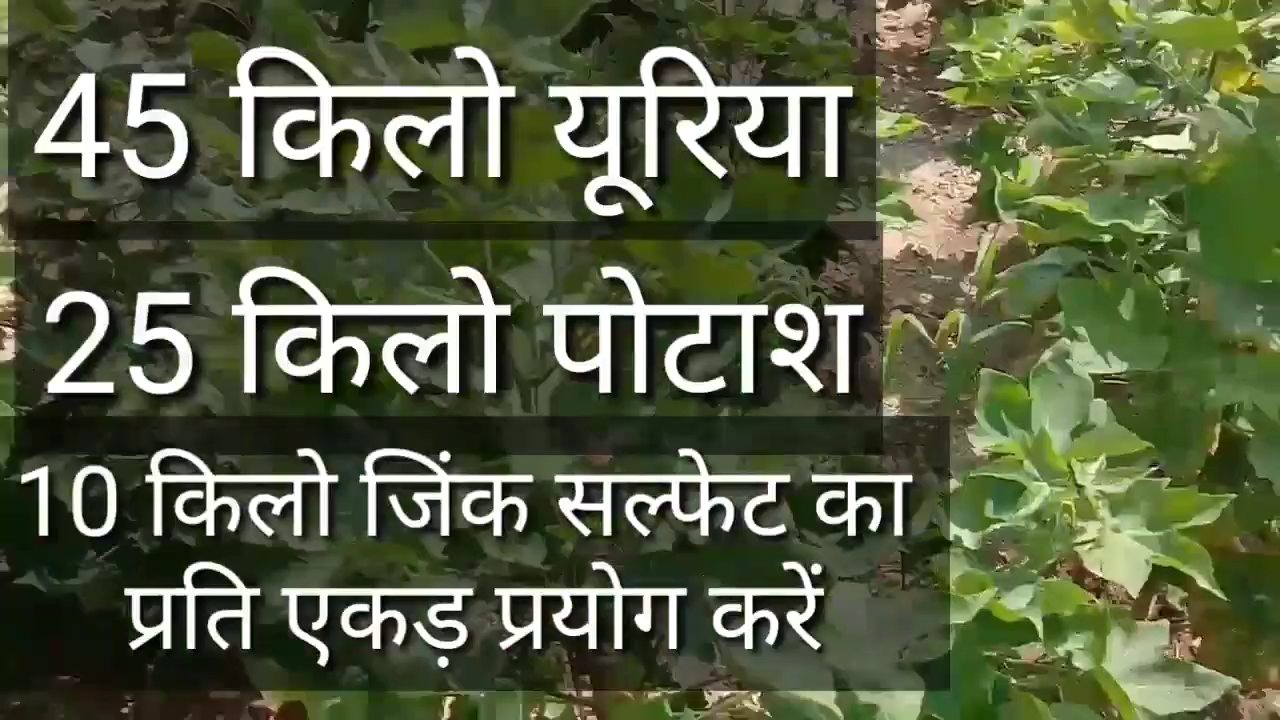 45 किलो यूरिया
25 किलो पोटाश
10 किलो जिंक सल्फेट का
प्रति एकड़ प्रयोग करें